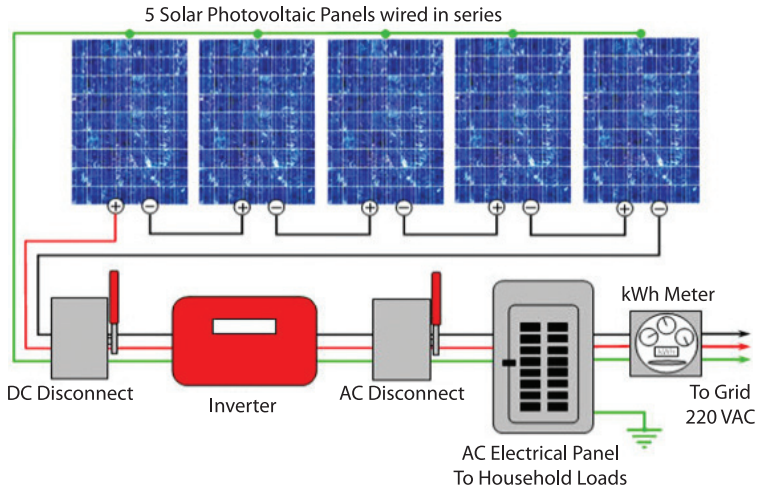 5 Solar Photovoltaic Panels wired in series
+ − + − + − + − + −
kWh Meter
kWh
DC Disconnect
Inverter
AC Disconnect
To Grid
220 VAC
AC Electrical Panel
To Household Loads